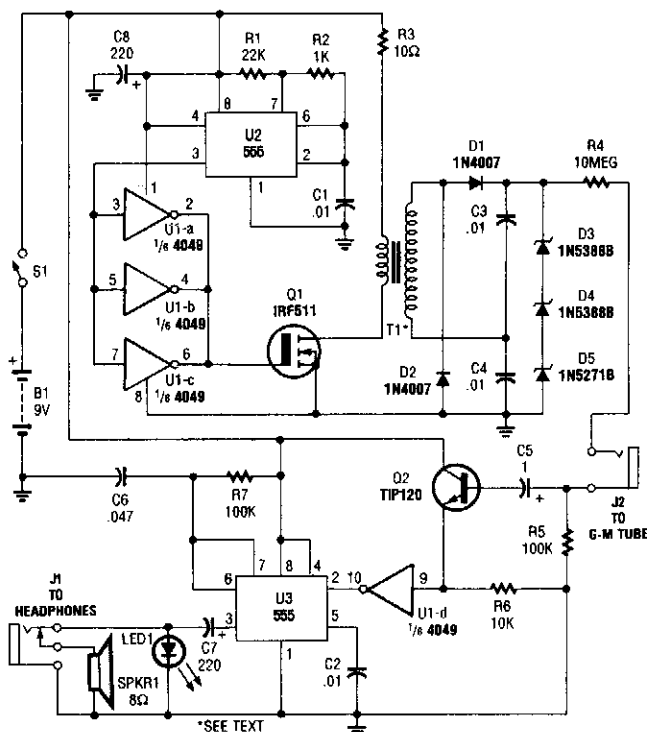 C8
220
+
R1
22K
R2
1K
R3
10Ω
8
7
4
6
U2
555
3
2
1
C1
.01
D1
1N4007
R4
10MEG
C3
.01
D3
1N5388B
1
3
2
U1-a
1/6 4049
S1
5
4
U1-b
1/6 4049
Q1
IRF511
T1*
D4
1N5388B
7
6
U1-c
8
1/6 4049
D2
1N4007
C4
.01
D5
1N5271B
+
B1
9V
C6
.047
R7
100K
Q2
TIP120
C5
1
+
J2
TO
G-M TUBE
R5
100K
7
8
4
6
2
10
9
U1-d
1/6 4049
R6
10K
U3
555
3
5
1
J1
TO
HEADPHONES
LED1
C7
220
+
SPKR1
8Ω
C2
.01
*SEE TEXT